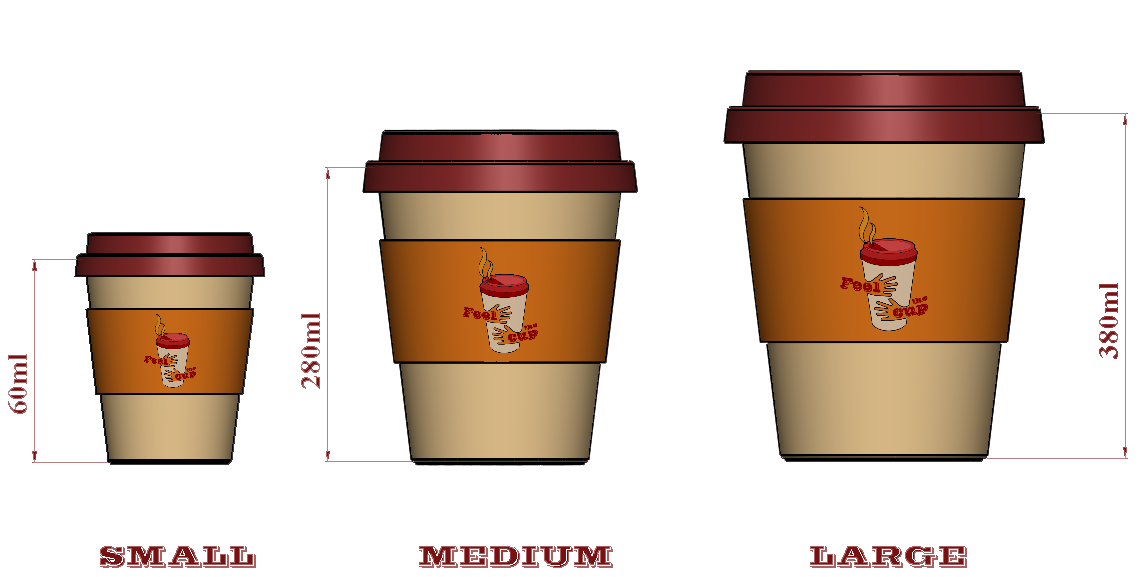 60ml
280ml
380ml
Feel
the
cup
Feel
the
cup
Feel
the
cup
SMALL
MEDIUM
LARGE